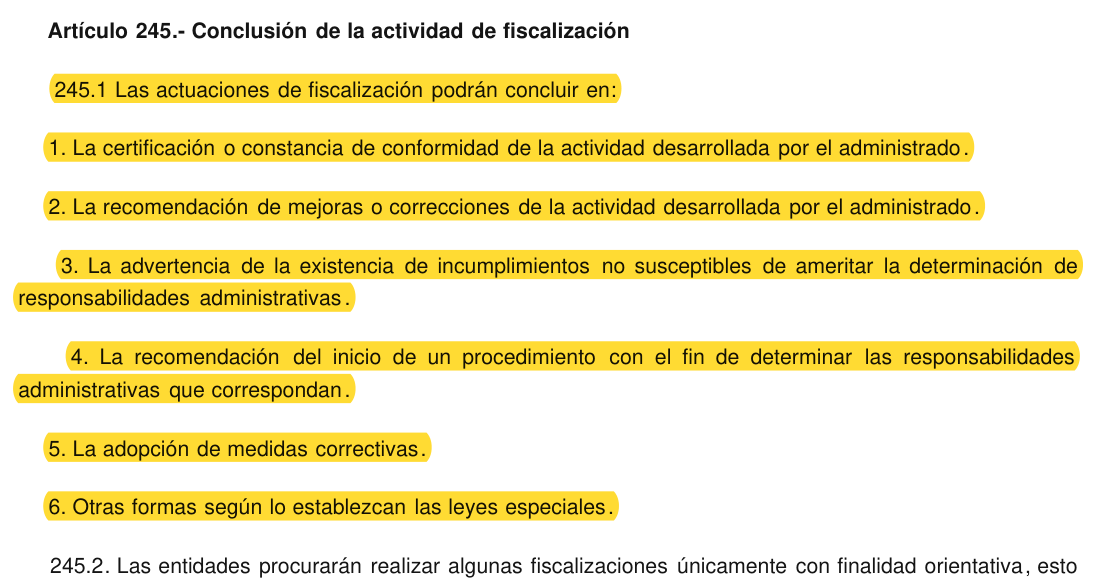 Artículo 245.- Conclusión de la actividad de fiscalización
245.1 Las actuaciones de fiscalización podrán concluir en:
1. La certificación o constancia de conformidad de la actividad desarrollada por el administrado.
2. La recomendación de mejoras o correcciones de la actividad desarrollada por el administrado.
3. La advertencia de la existencia de incumplimientos no susceptibles de ameritar la determinación de
responsabilidades administrativas.
4. La recomendación del inicio de un procedimiento con el fin de determinar las responsabilidades
administrativas que correspondan.
5. La adopción de medidas correctivas.
6. Otras formas según lo establezcan las leyes especiales.
245.2. Las entidades procurarán realizar algunas fiscalizaciones únicamente con finalidad orientativa, esto